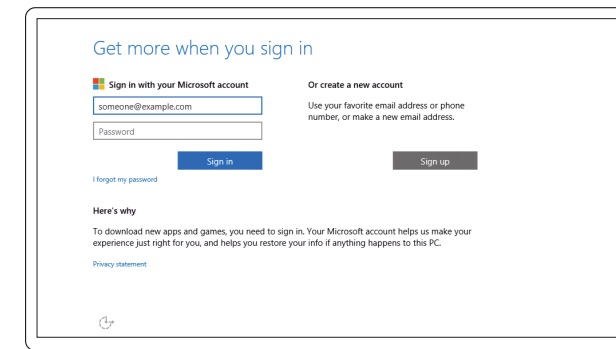 Get more when you sign in
Sign in with your Microsoft account
someone@example.com
Password
Sign in
I forgot my password
Or create a new account
Use your favorite email address or phone
number, or make a new email address.
Sign up
Here's why
To download new apps and games, you need to sign in. Your Microsoft account helps us make your
experience just right for you, and helps you restore your info if anything happens to this PC.
Privacy statement